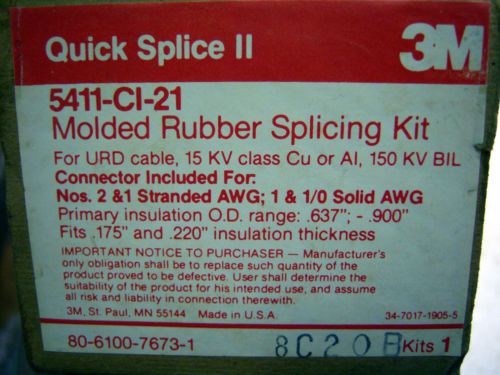 Quick Splice II 3M
5411-CI-21
Molded Rubber Splicing Kit
For URD cable, 15 KV class Cu or Al, 150 KV BIL
Connector Included For:
Nos. 2 &1 Stranded AWG; 1 & 1/0 Solid AWG
Primary insulation O.D. range: .637"; - .900"
Fits .175" and .220" insulation thickness
IMPORTANT NOTICE TO PURCHASER — Manufacturer's
only obligation shall be to replace such quantity of the
product proved to be defective. User shall determine the
suitability of the product for his intended use, and assume
all risk and liability in connection therewith.
3M, St. Paul, MN 55144 Made in U.S.A. 34-7017-1905-5
80-6100-7673-1 8C20B Kits 1